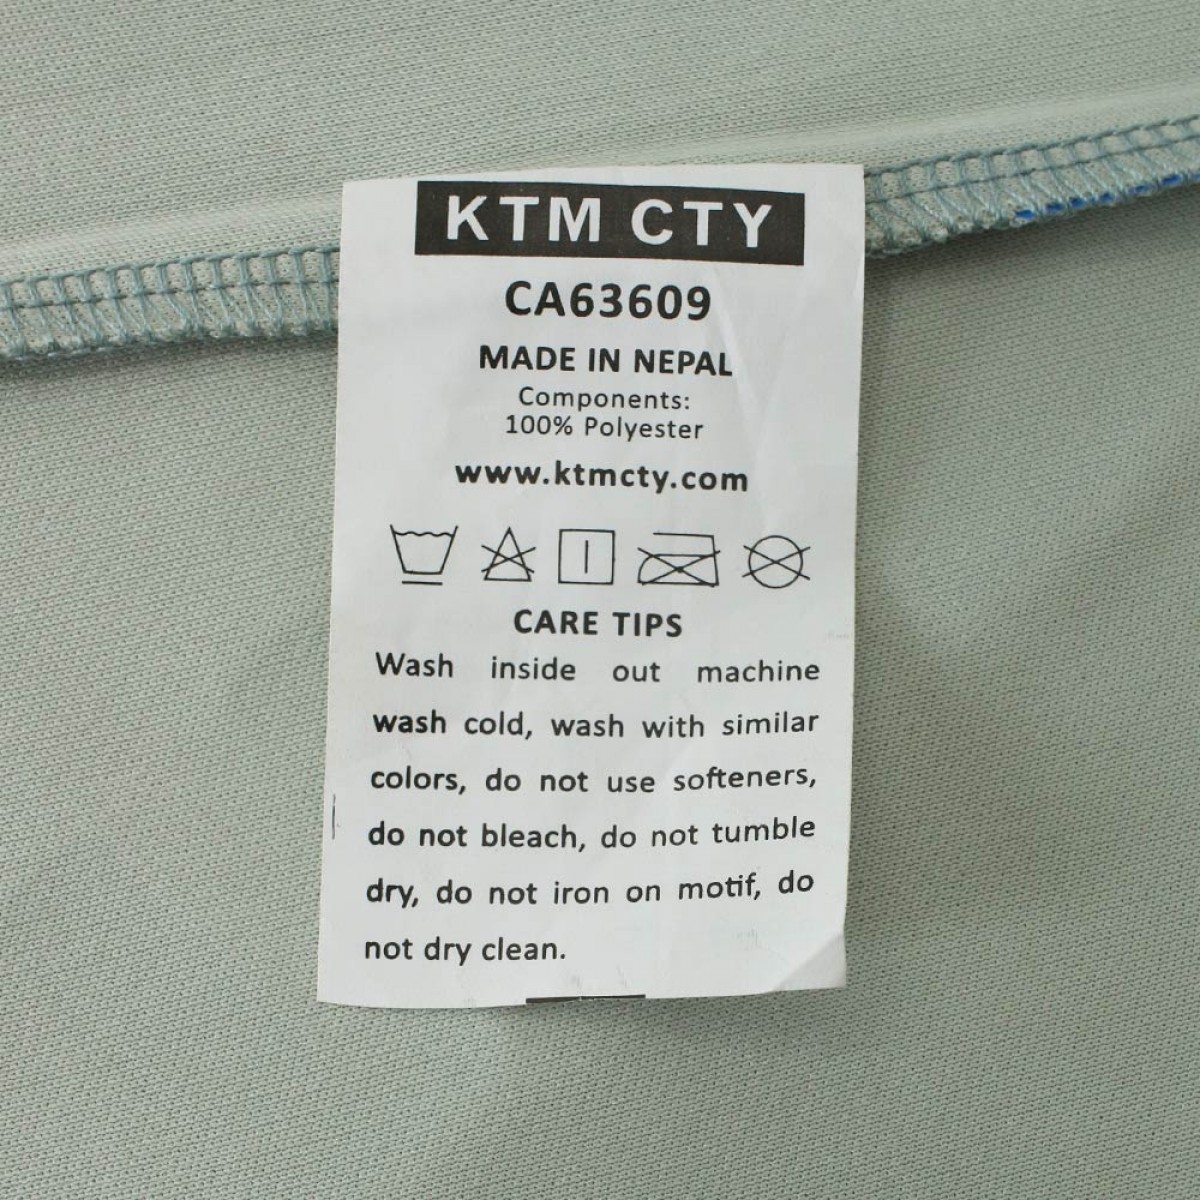 KTM CTY
CA63609
MADE IN NEPAL
Components:
100% Polyester
www.ktmcty.com
CARE TIPS
Wash inside out machine
wash cold, wash with similar
colors, do not use softeners,
do not bleach, do not tumble
dry, do not iron on motif, do
not dry clean.